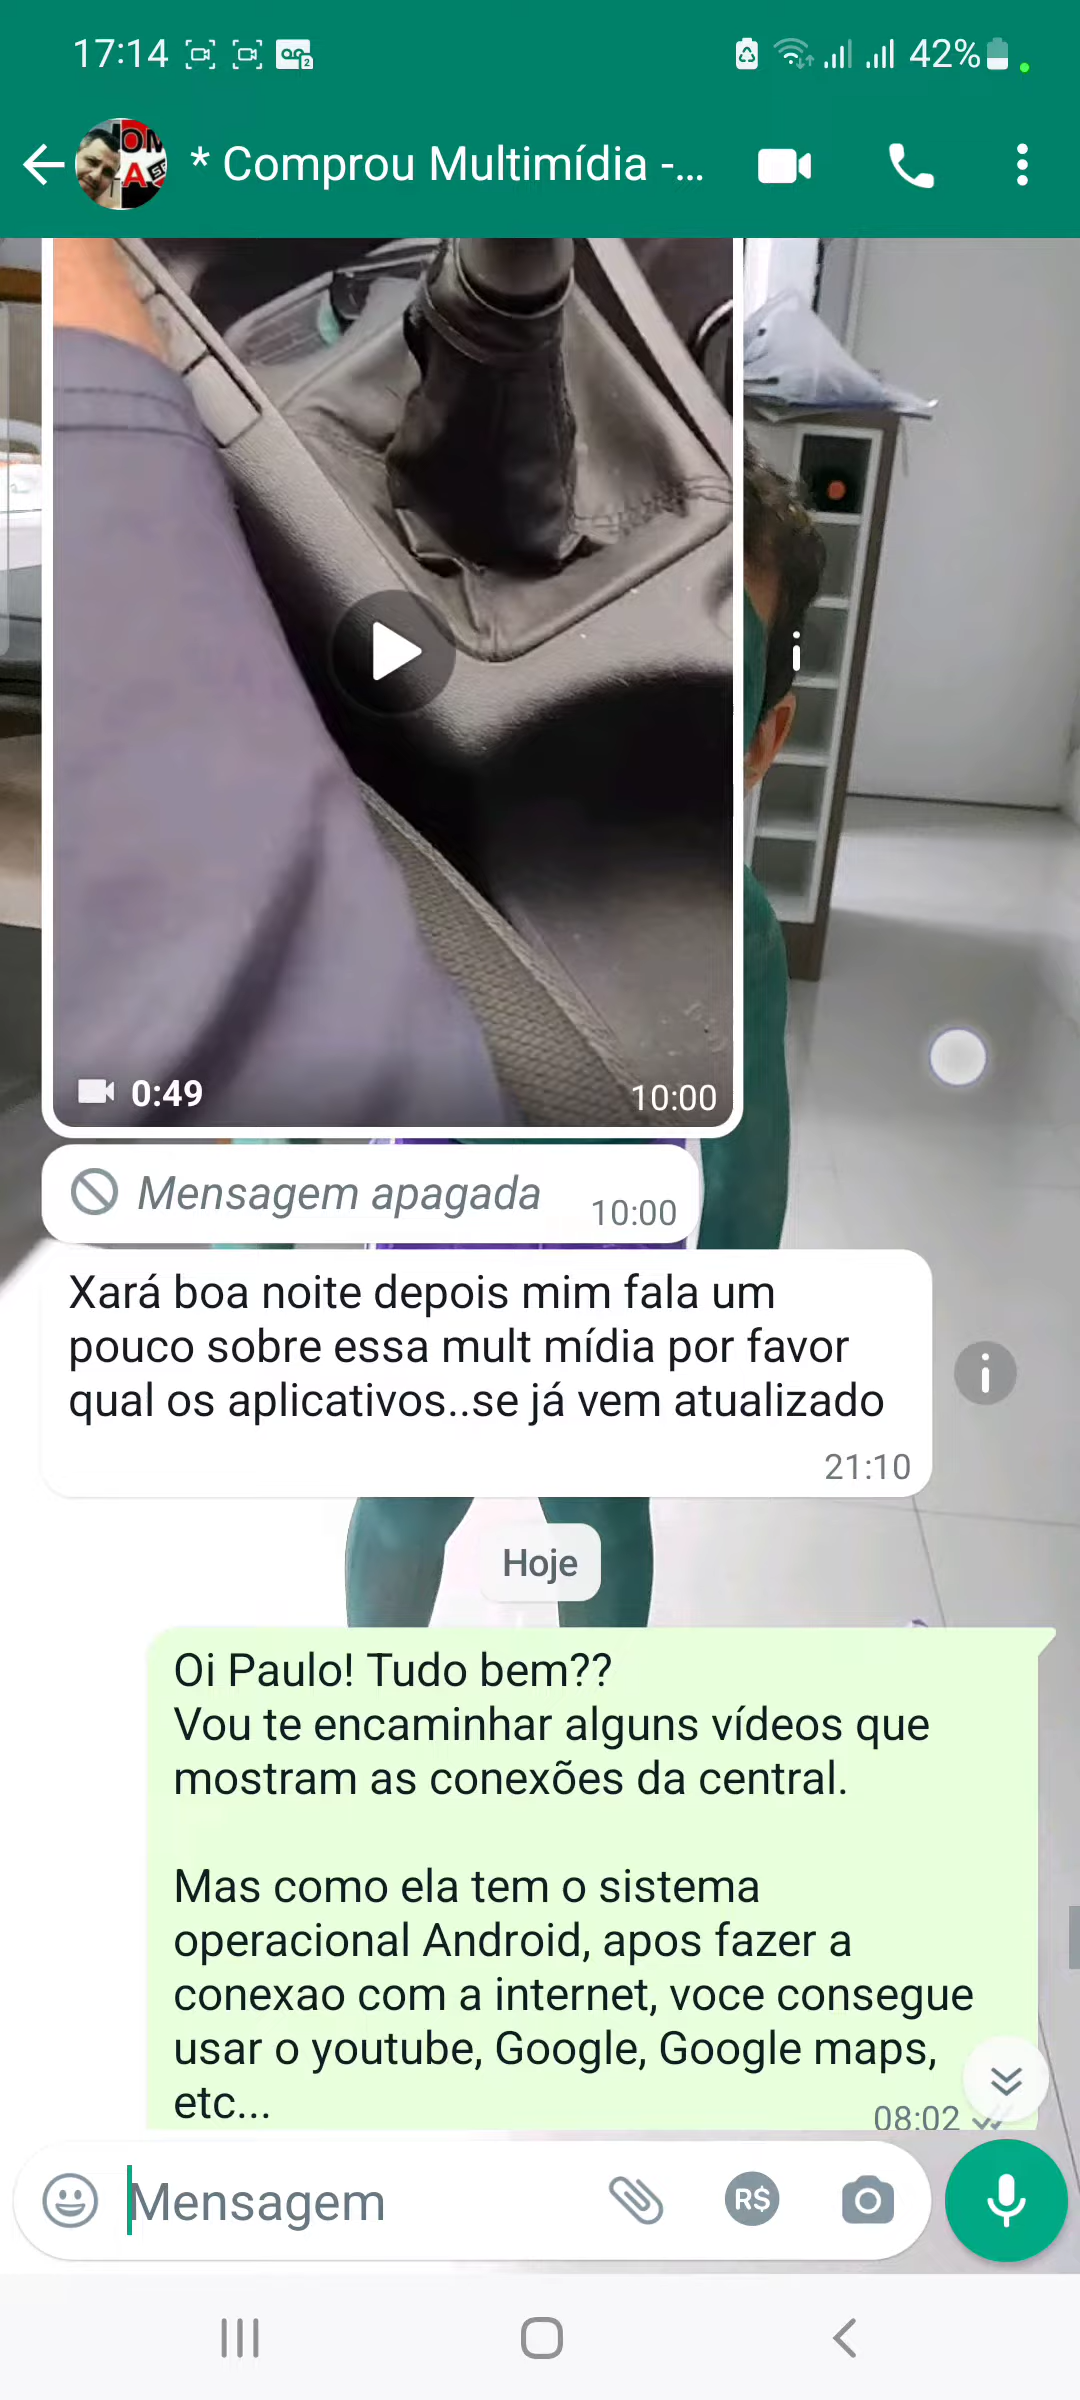 17:14
42%
* Comprou Multimídia -...
0:49
10:00
Mensagem apagada
10:00
Xará boa noite depois mim fala um
pouco sobre essa mult mídia por favor
qual os aplicativos..se já vem atualizado
21:10
Hoje
Oi Paulo! Tudo bem??
Vou te encaminhar alguns vídeos que
mostram as conexões da central.
Mas como ela tem o sistema
operacional Android, apos fazer a
conexao com a internet, voce consegue
usar o youtube, Google, Google maps,
etc...
08:02
Mensagem
R$